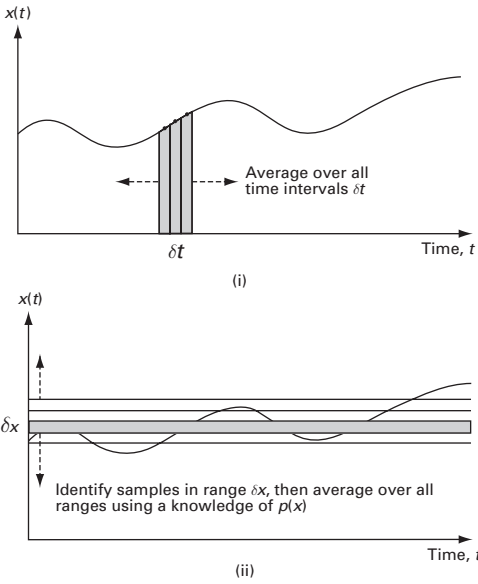 x(t)
Average over all
time intervals δt
δt
Time, t
(i)
x(t)
δx
Identify samples in range δx, then average over all
ranges using a knowledge of p(x)
Time, t
(ii)